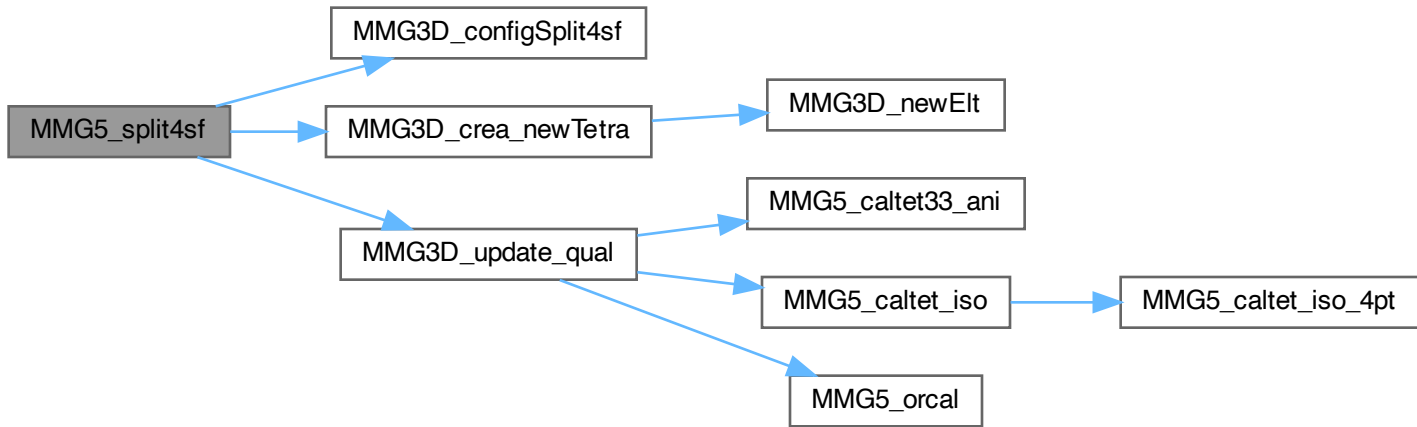 MMG3D_configSplit4sf
MMG5_split4sf
MMG3D_crea_newTetra
MMG3D_newElt
MMG3D_update_qual
MMG5_caltet33_ani
MMG5_caltet_iso
MMG5_caltet_iso_4pt
MMG5_orcal